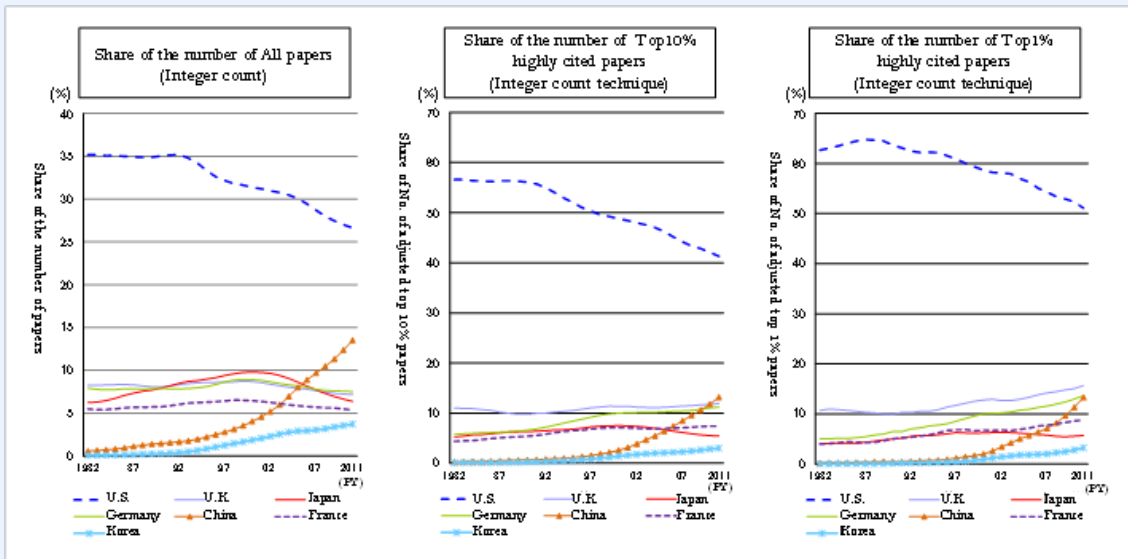 Share of the number of All papers
(Integer count)
(%)
Share of the number of papers
40
35
30
25
20
15
10
5
0
1982 87 92 97 02 07 2011
(PY)
U.S. U.K. Japan
Germany China France
Korea
Share of the number of Top10%
highly cited papers
(Integer count technique)
(%)
Share of No. of adjusted top 10% papers
70
60
50
40
30
20
10
0
1982 87 92 97 02 07 2011
(PY)
U.S. U.K. Japan
Germany China France
Korea
Share of the number of Top1%
highly cited papers
(Integer count technique)
(%)
Share of No. of adjusted top 1% papers
70
60
50
40
30
20
10
0
1982 87 92 97 02 07 2011
(PY)
U.S. U.K. Japan
Germany China France
Korea